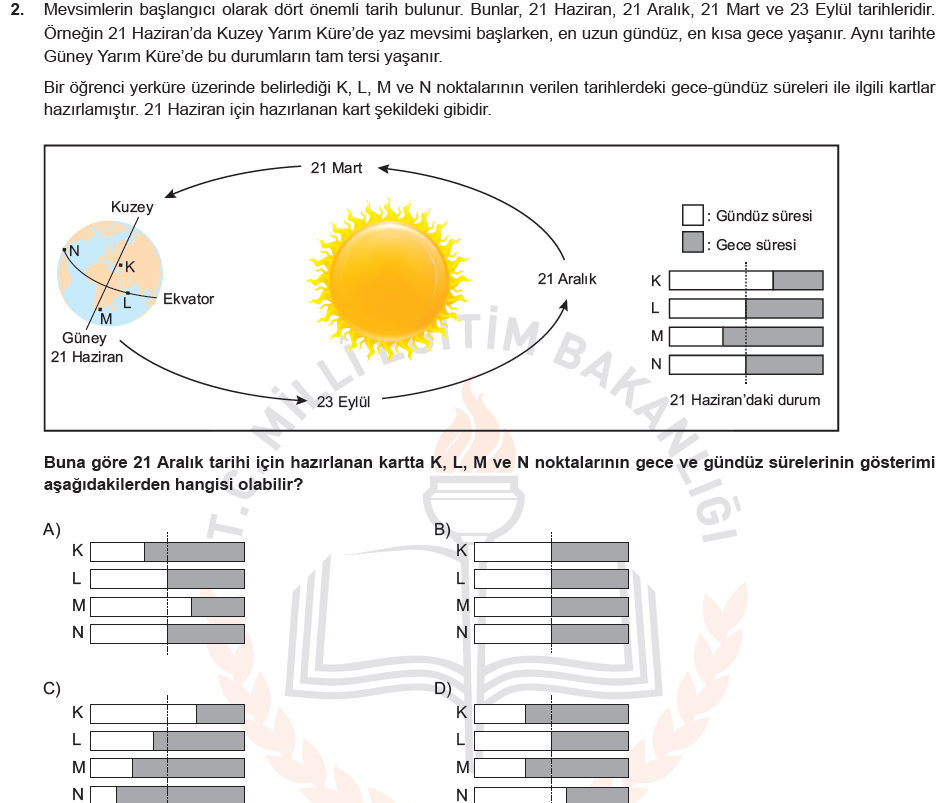 2. Mevsimlerin başlangıcı olarak dört önemli tarih bulunur. Bunlar, 21 Haziran, 21 Aralık, 21 Mart ve 23 Eylül tarihleridir.
Örneğin 21 Haziran’da Kuzey Yarım Küre’de yaz mevsimi başlarken, en uzun gündüz, en kısa gece yaşanır. Aynı tarihte
Güney Yarım Küre’de bu durumların tam tersi yaşanır.
Bir öğrenci yerküre üzerinde belirlediği K, L, M ve N noktalarının verilen tarihlerdeki gece-gündüz süreleri ile ilgili kartlar
hazırlamıştır. 21 Haziran için hazırlanan kart şekildeki gibidir.
21 Mart
Kuzey
N
K
L
Ekvator
M
Güney
21 Haziran
23 Eylül
21 Aralık
: Gündüz süresi
: Gece süresi
K
L
M
N
21 Haziran’daki durum
T.C. MİLLÎ EĞİTİM BAKANLIĞI
Buna göre 21 Aralık tarihi için hazırlanan kartta K, L, M ve N noktalarının gece ve gündüz sürelerinin gösterimi
aşağıdakilerden hangisi olabilir?
A)
K
L
M
N
B)
K
L
M
N
C)
K
L
M
N
D)
K
L
M
N